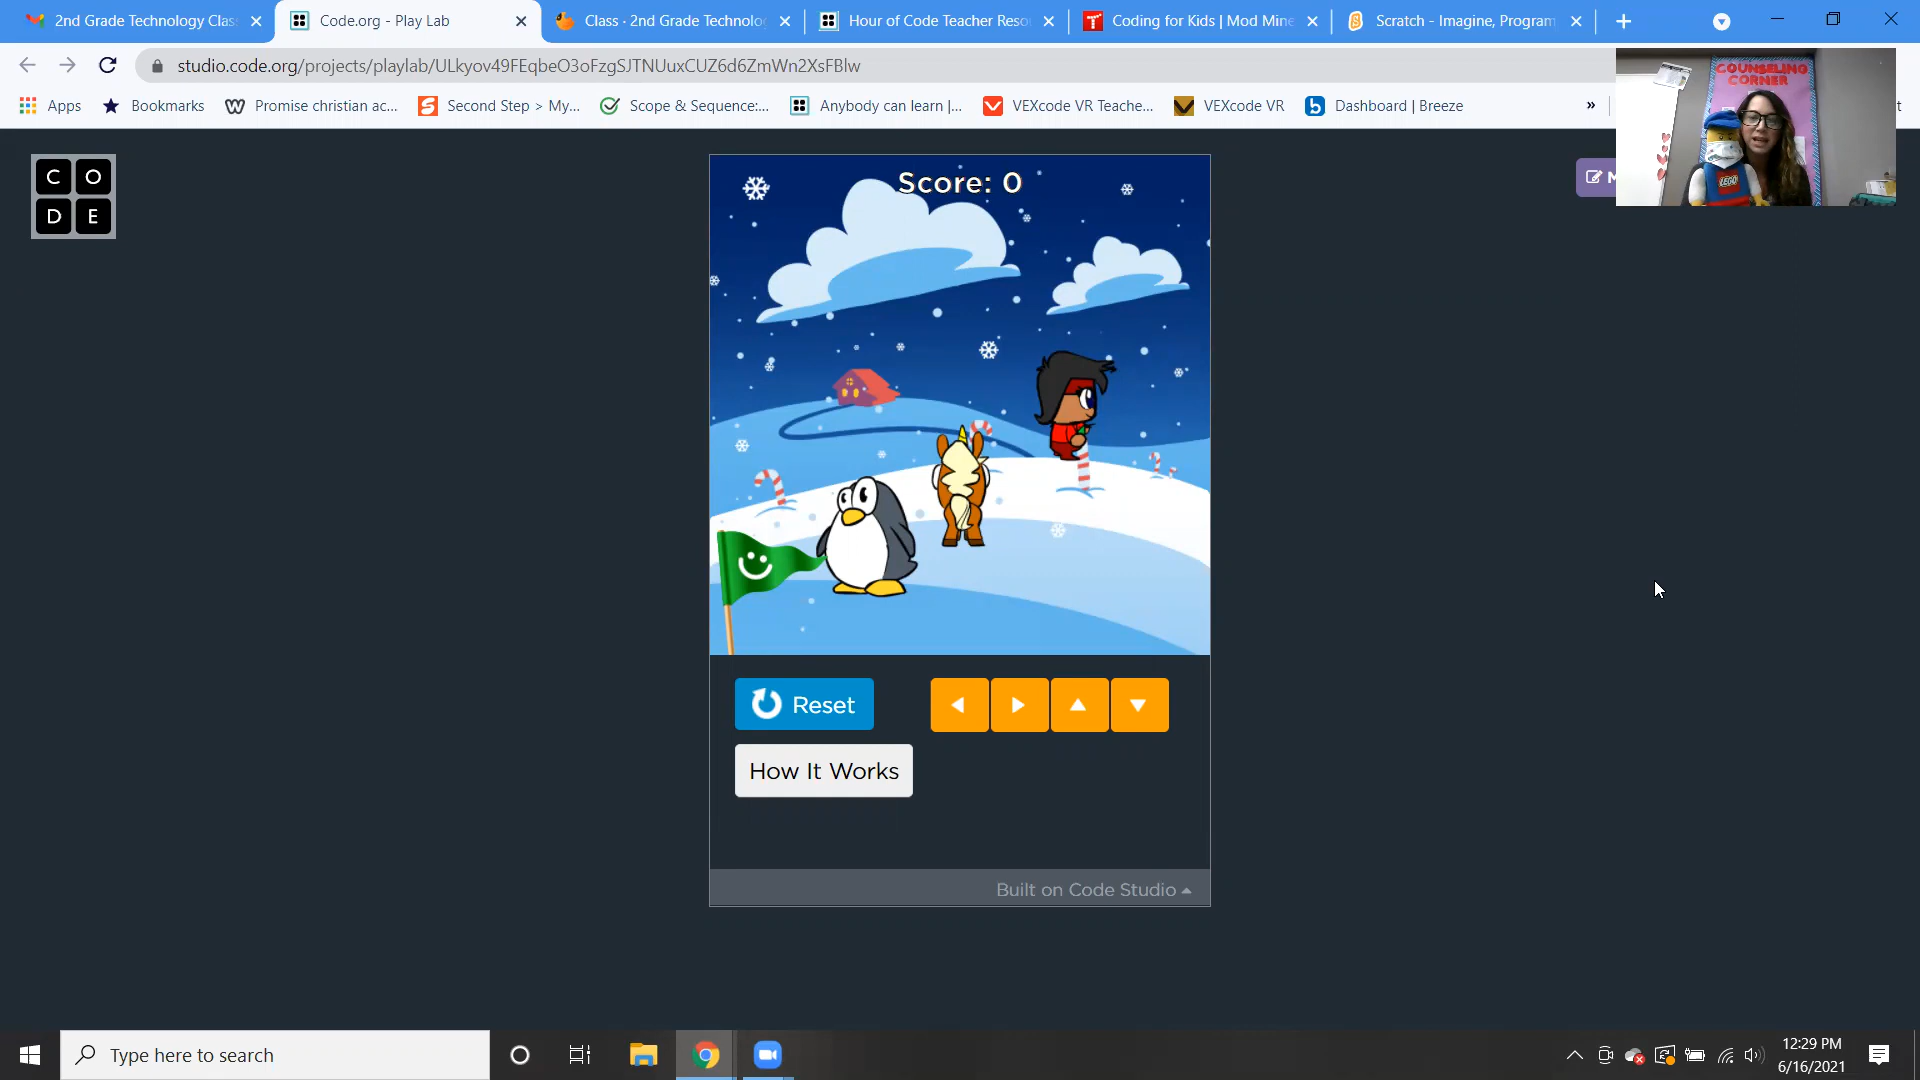 2nd Grade Technology Clas
Code.org - Play Lab
Class · 2nd Grade Technolog
Hour of Code Teacher Reso
Coding for Kids | Mod Mine
Scratch - Imagine, Program
studio.code.org/projects/playlab/ULkyov49FEqbeO3oFzgSJTNUuxCUZ6d6ZmWn2XsFBlw
Apps
Bookmarks
Promise christian ac...
Second Step > My...
Scope & Sequence:...
Anybody can learn |...
VEXcode VR Teache...
VEXcode VR
Dashboard | Breeze
»
t
COUNSELING
CORNER
LEGO
M
C O
D E
Score: 0
Reset
How It Works
Built on Code Studio
Type here to search
12:29 PM
6/16/2021